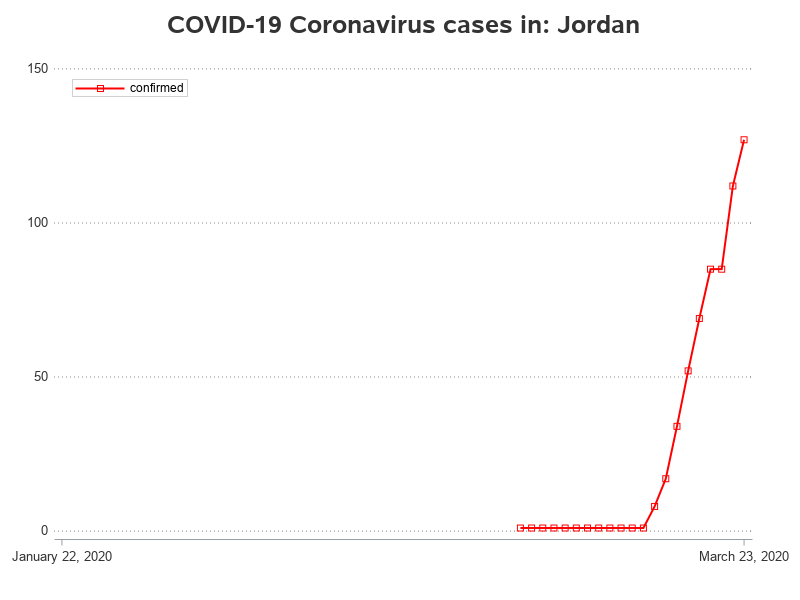 COVID-19 Coronavirus cases in: Jordan
150
confirmed
100
50
0
January 22, 2020
March 23, 2020